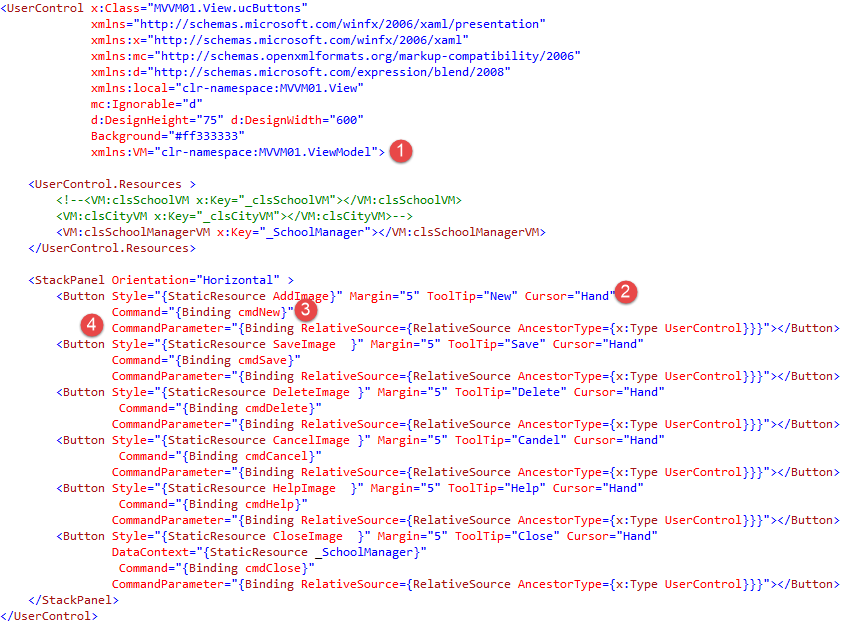 <UserControl x:Class="MVVM01.View.ucButtons"
xmlns="http://schemas.microsoft.com/winfx/2006/xaml/presentation"
xmlns:x="http://schemas.microsoft.com/winfx/2006/xaml"
xmlns:mc="http://schemas.openxmlformats.org/markup-compatibility/2006"
xmlns:d="http://schemas.microsoft.com/expression/blend/2008"
xmlns:local="clr-namespace:MVVM01.View"
mc:Ignorable="d"
d:DesignHeight="75" d:DesignWidth="600"
Background="#ff333333"
xmlns:VM="clr-namespace:MVVM01.ViewModel"> 1
<UserControl.Resources >
<!--<VM:clsSchoolVM x:Key="_clsSchoolVM"></VM:clsSchoolVM>
<VM:clsCityVM x:Key="_clsCityVM"></VM:clsCityVM>-->
<VM:clsSchoolManagerVM x:Key="_SchoolManager"></VM:clsSchoolManagerVM>
</UserControl.Resources>
<StackPanel Orientation="Horizontal" >
<Button Style="{StaticResource AddImage}" Margin="5" ToolTip="New" Cursor="Hand" 2
Command="{Binding cmdNew}" 3
4 CommandParameter="{Binding RelativeSource={RelativeSource AncestorType={x:Type UserControl}}}"></Button>
<Button Style="{StaticResource SaveImage  }" Margin="5" ToolTip="Save" Cursor="Hand"
Command="{Binding cmdSave}"
CommandParameter="{Binding RelativeSource={RelativeSource AncestorType={x:Type UserControl}}}"></Button>
<Button Style="{StaticResource DeleteImage }" Margin="5" ToolTip="Delete" Cursor="Hand"
Command="{Binding cmdDelete}"
CommandParameter="{Binding RelativeSource={RelativeSource AncestorType={x:Type UserControl}}}"></Button>
<Button Style="{StaticResource CancelImage }" Margin="5" ToolTip="Candel" Cursor="Hand"
Command="{Binding cmdCancel}"
CommandParameter="{Binding RelativeSource={RelativeSource AncestorType={x:Type UserControl}}}"></Button>
<Button Style="{StaticResource HelpImage  }" Margin="5" ToolTip="Help" Cursor="Hand"
Command="{Binding cmdHelp}"
CommandParameter="{Binding RelativeSource={RelativeSource AncestorType={x:Type UserControl}}}"></Button>
<Button Style="{StaticResource CloseImage  }" Margin="5" ToolTip="Close" Cursor="Hand"
DataContext="{StaticResource _SchoolManager}"
Command="{Binding cmdClose}"
CommandParameter="{Binding RelativeSource={RelativeSource AncestorType={x:Type UserControl}}}"></Button>
</StackPanel>
</UserControl>